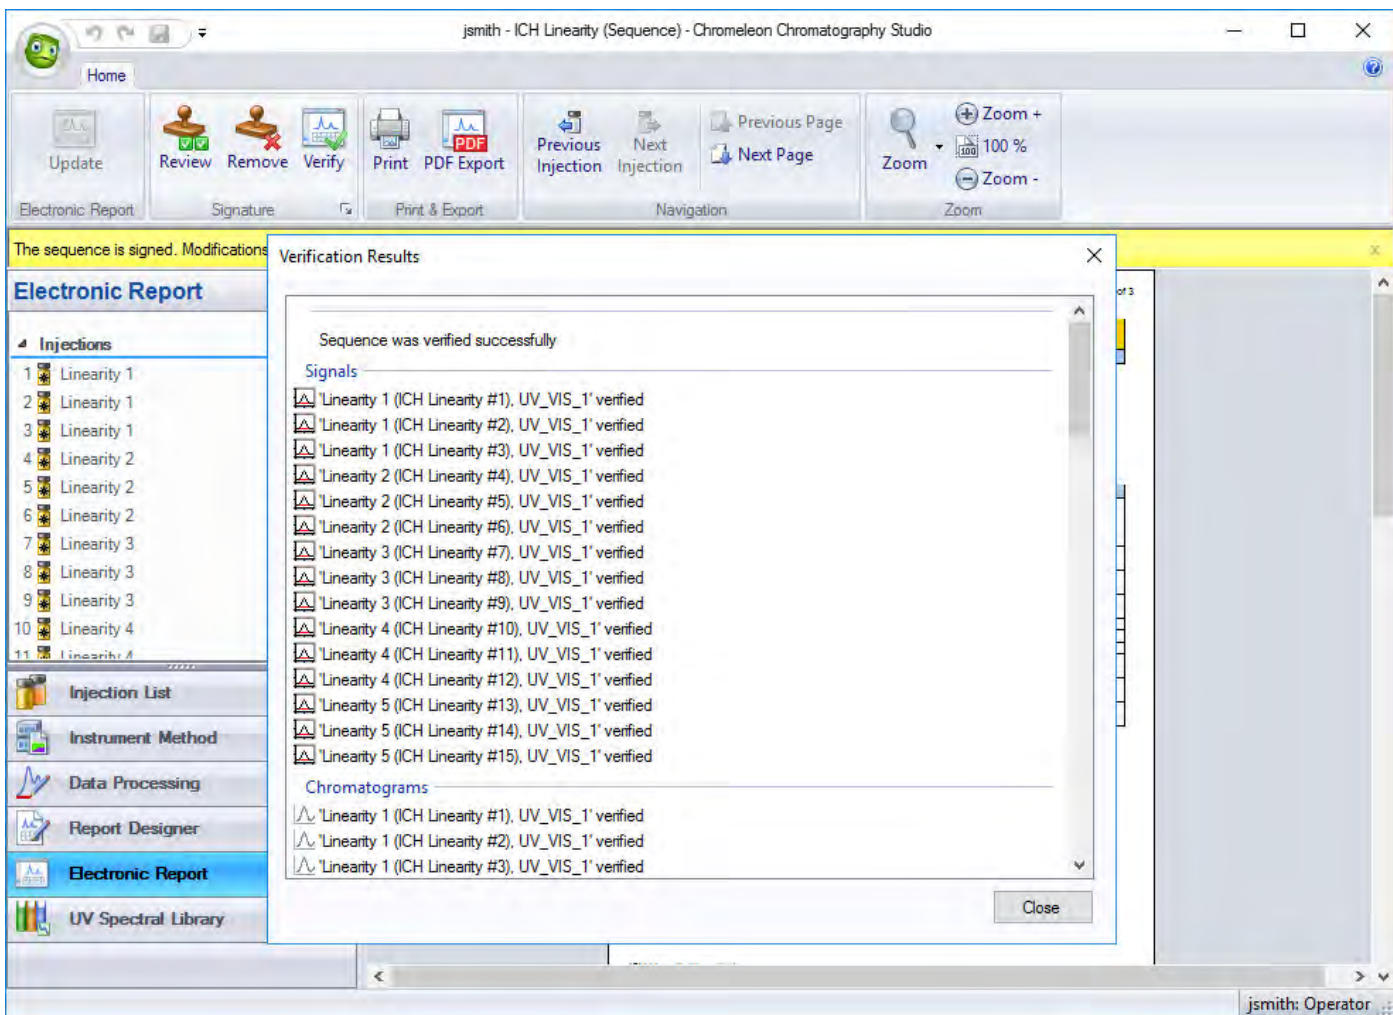 jsmith - ICH Linearity (Sequence) - Chromeleon Chromatography Studio
Home
Update
Review
Remove
Verify
Print
PDF
PDF Export
Previous Injection
Next Injection
Previous Page
Next Page
Zoom
Zoom +
100 %
Zoom -
Electronic Report
Signature
Print & Export
Navigation
Zoom
The sequence is signed. Modifications
Verification Results
Electronic Report
of 3
Injections
1 Linearity 1
2 Linearity 1
3 Linearity 1
4 Linearity 2
5 Linearity 2
6 Linearity 2
7 Linearity 3
8 Linearity 3
9 Linearity 3
10 Linearity 4
11 Linearity 4
Injection List
Instrument Method
Data Processing
Report Designer
Electronic Report
UV Spectral Library
Sequence was verified successfully
Signals
'Linearity 1 (ICH Linearity #1), UV_VIS_1' verified
'Linearity 1 (ICH Linearity #2), UV_VIS_1' verified
'Linearity 1 (ICH Linearity #3), UV_VIS_1' verified
'Linearity 2 (ICH Linearity #4), UV_VIS_1' verified
'Linearity 2 (ICH Linearity #5), UV_VIS_1' verified
'Linearity 2 (ICH Linearity #6), UV_VIS_1' verified
'Linearity 3 (ICH Linearity #7), UV_VIS_1' verified
'Linearity 3 (ICH Linearity #8), UV_VIS_1' verified
'Linearity 3 (ICH Linearity #9), UV_VIS_1' verified
'Linearity 4 (ICH Linearity #10), UV_VIS_1' verified
'Linearity 4 (ICH Linearity #11), UV_VIS_1' verified
'Linearity 4 (ICH Linearity #12), UV_VIS_1' verified
'Linearity 5 (ICH Linearity #13), UV_VIS_1' verified
'Linearity 5 (ICH Linearity #14), UV_VIS_1' verified
'Linearity 5 (ICH Linearity #15), UV_VIS_1' verified
Chromatograms
'Linearity 1 (ICH Linearity #1), UV_VIS_1' verified
'Linearity 1 (ICH Linearity #2), UV_VIS_1' verified
'Linearity 1 (ICH Linearity #3), UV_VIS_1' verified
Close
jsmith: Operator